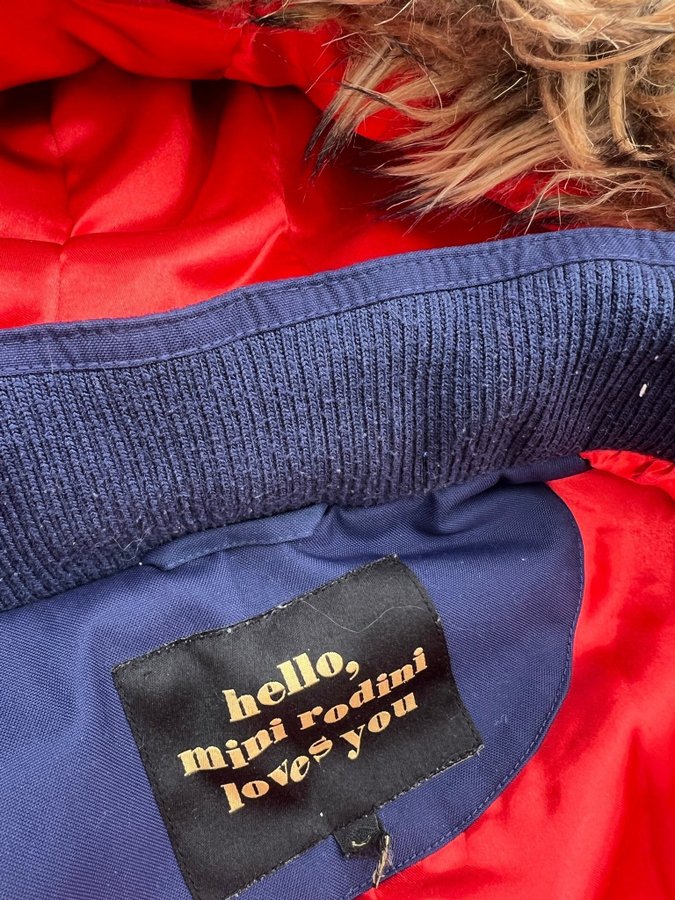 hello,
mini rodini
loves you